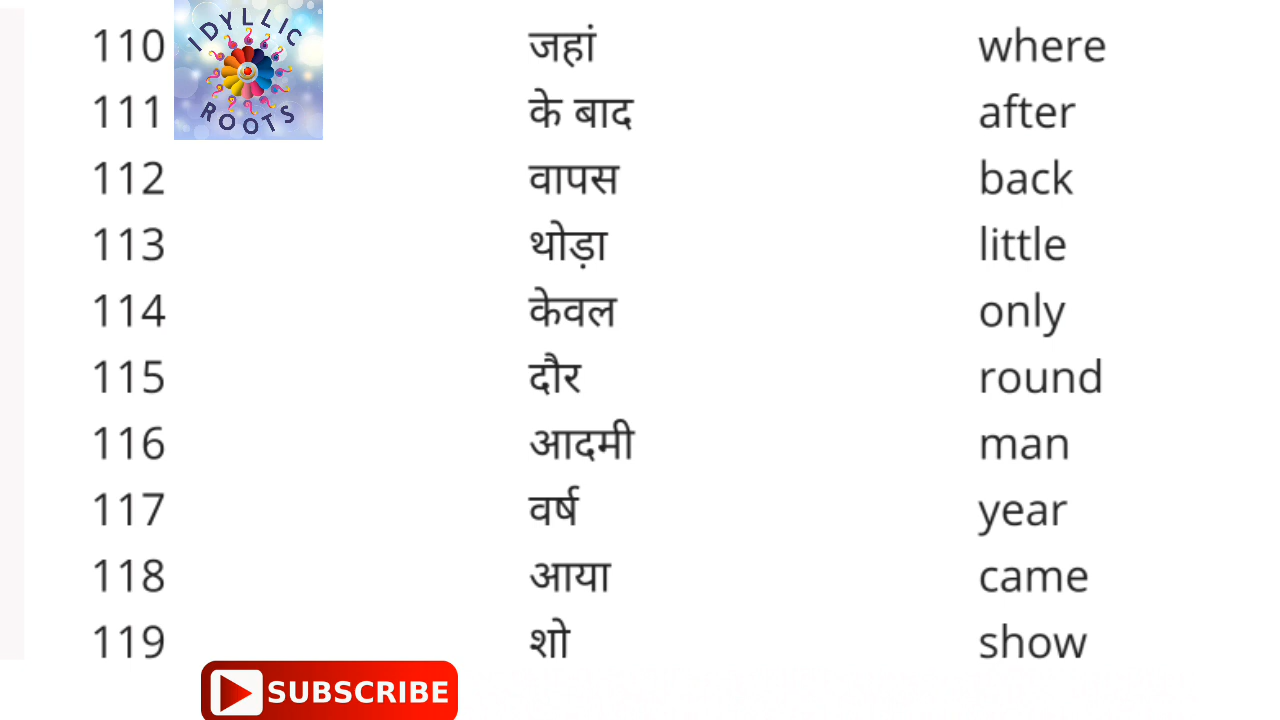 IDYLLIC
ROOTS
110 जहां where
111 के बाद after
112 वापस back
113 थोड़ा little
114 केवल only
115 दौर round
116 आदमी man
117 वर्ष year
118 आया came
119 शो show
SUBSCRIBE